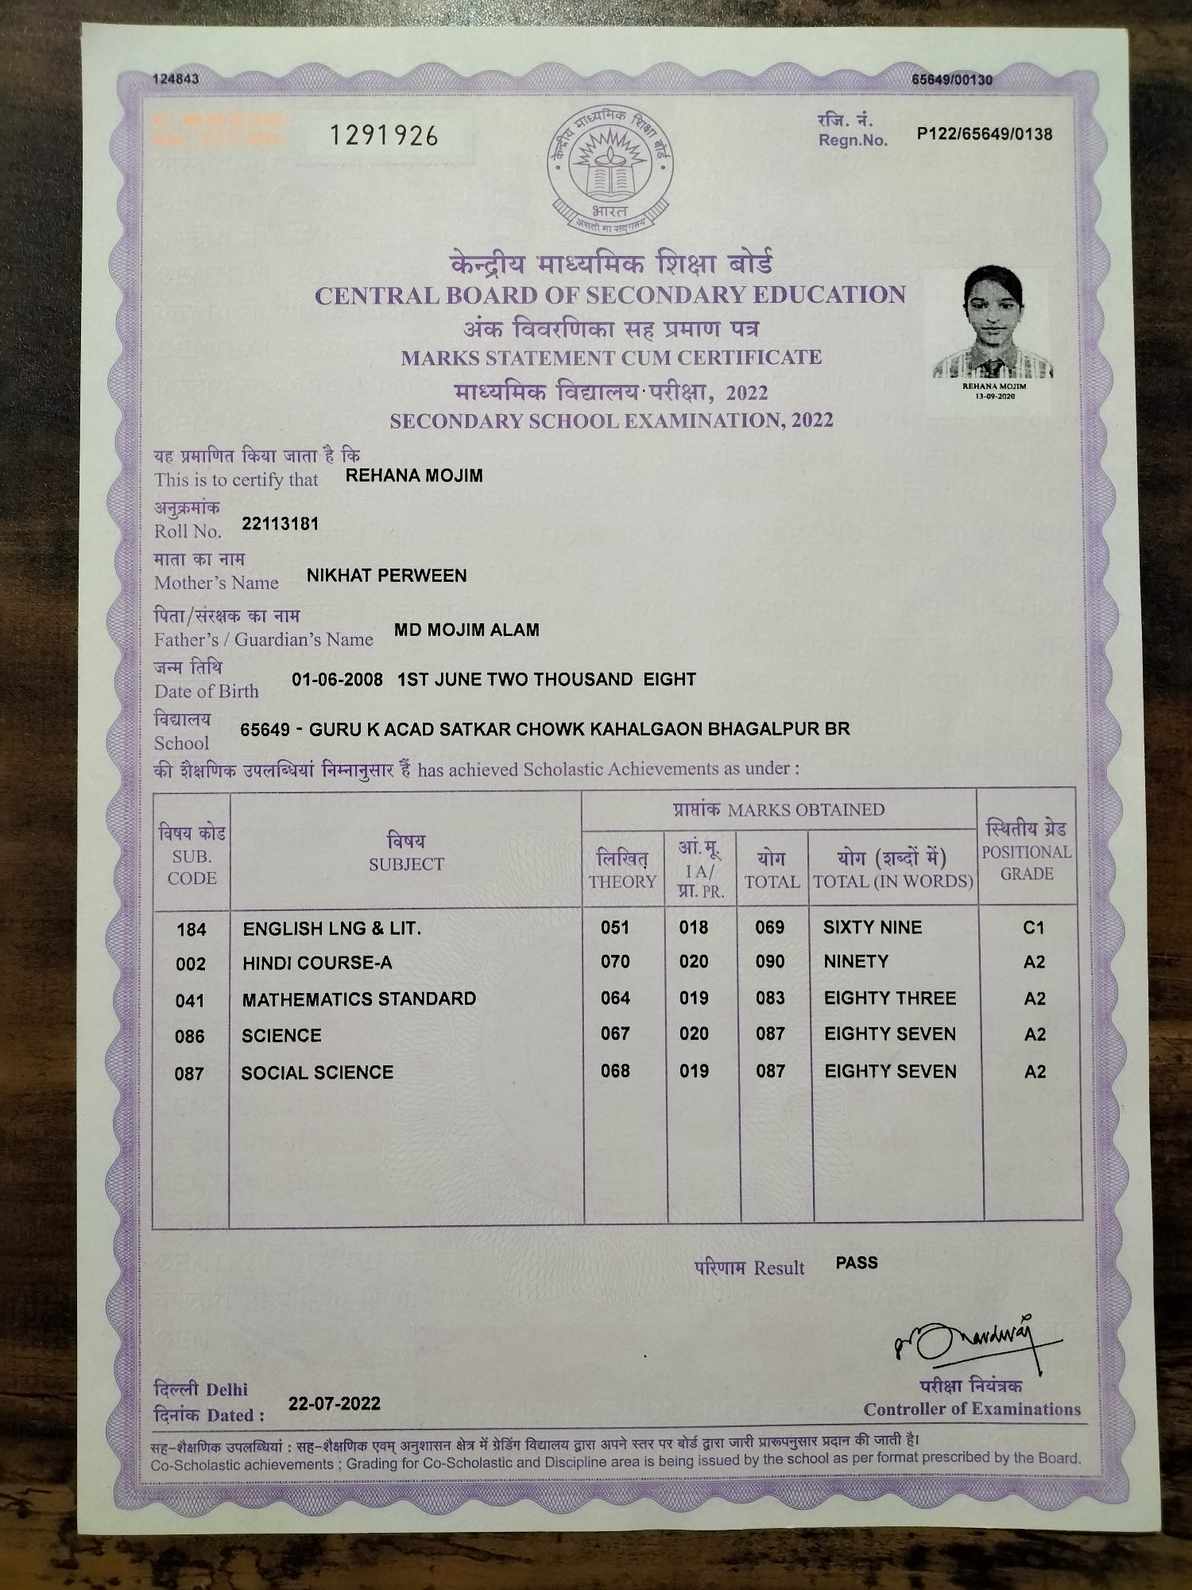 124843
65649/00130
1291926
रजि. नं.
Regn.No. P122/65649/0138
केन्द्रीय माध्यमिक शिक्षा बोर्ड
भारत
असतो मा सद्गमय
केन्द्रीय माध्यमिक शिक्षा बोर्ड
CENTRAL BOARD OF SECONDARY EDUCATION
अंक विवरणिका सह प्रमाण पत्र
MARKS STATEMENT CUM CERTIFICATE
माध्यमिक विद्यालय परीक्षा, 2022
SECONDARY SCHOOL EXAMINATION, 2022
REHANA MOJIM
13-09-2020
यह प्रमाणित किया जाता है कि
This is to certify that REHANA MOJIM
अनुक्रमांक
Roll No. 22113181
माता का नाम
Mother's Name NIKHAT PERWEEN
पिता/संरक्षक का नाम
Father's / Guardian's Name MD MOJIM ALAM
जन्म तिथि
Date of Birth 01-06-2008 1ST JUNE TWO THOUSAND EIGHT
विद्यालय
School 65649 - GURU K ACAD SATKAR CHOWK KAHALGAON BHAGALPUR BR
की शैक्षणिक उपलब्धियां निम्नानुसार हैं has achieved Scholastic Achievements as under :
विषय कोड
SUB.
CODE
विषय
SUBJECT
प्राप्तांक MARKS OBTAINED
लिखित
THEORY
आं.मू.
I A/
प्रा. PR.
योग
TOTAL
योग (शब्दों में)
TOTAL (IN WORDS)
स्थितीय ग्रेड
POSITIONAL
GRADE
184 ENGLISH LNG & LIT. 051 018 069 SIXTY NINE C1
002 HINDI COURSE-A 070 020 090 NINETY A2
041 MATHEMATICS STANDARD 064 019 083 EIGHTY THREE A2
086 SCIENCE 067 020 087 EIGHTY SEVEN A2
087 SOCIAL SCIENCE 068 019 087 EIGHTY SEVEN A2
परिणाम Result PASS
दिल्ली Delhi
दिनांक Dated : 22-07-2022
परीक्षा नियंत्रक
Controller of Examinations
सह-शैक्षणिक उपलब्धियां : सह-शैक्षणिक एवम् अनुशासन क्षेत्र में ग्रेडिंग विद्यालय द्वारा अपने स्तर पर बोर्ड द्वारा जारी प्रारूपनुसार प्रदान की जाती है।
Co-Scholastic achievements ; Grading for Co-Scholastic and Discipline area is being issued by the school as per format prescribed by the Board.